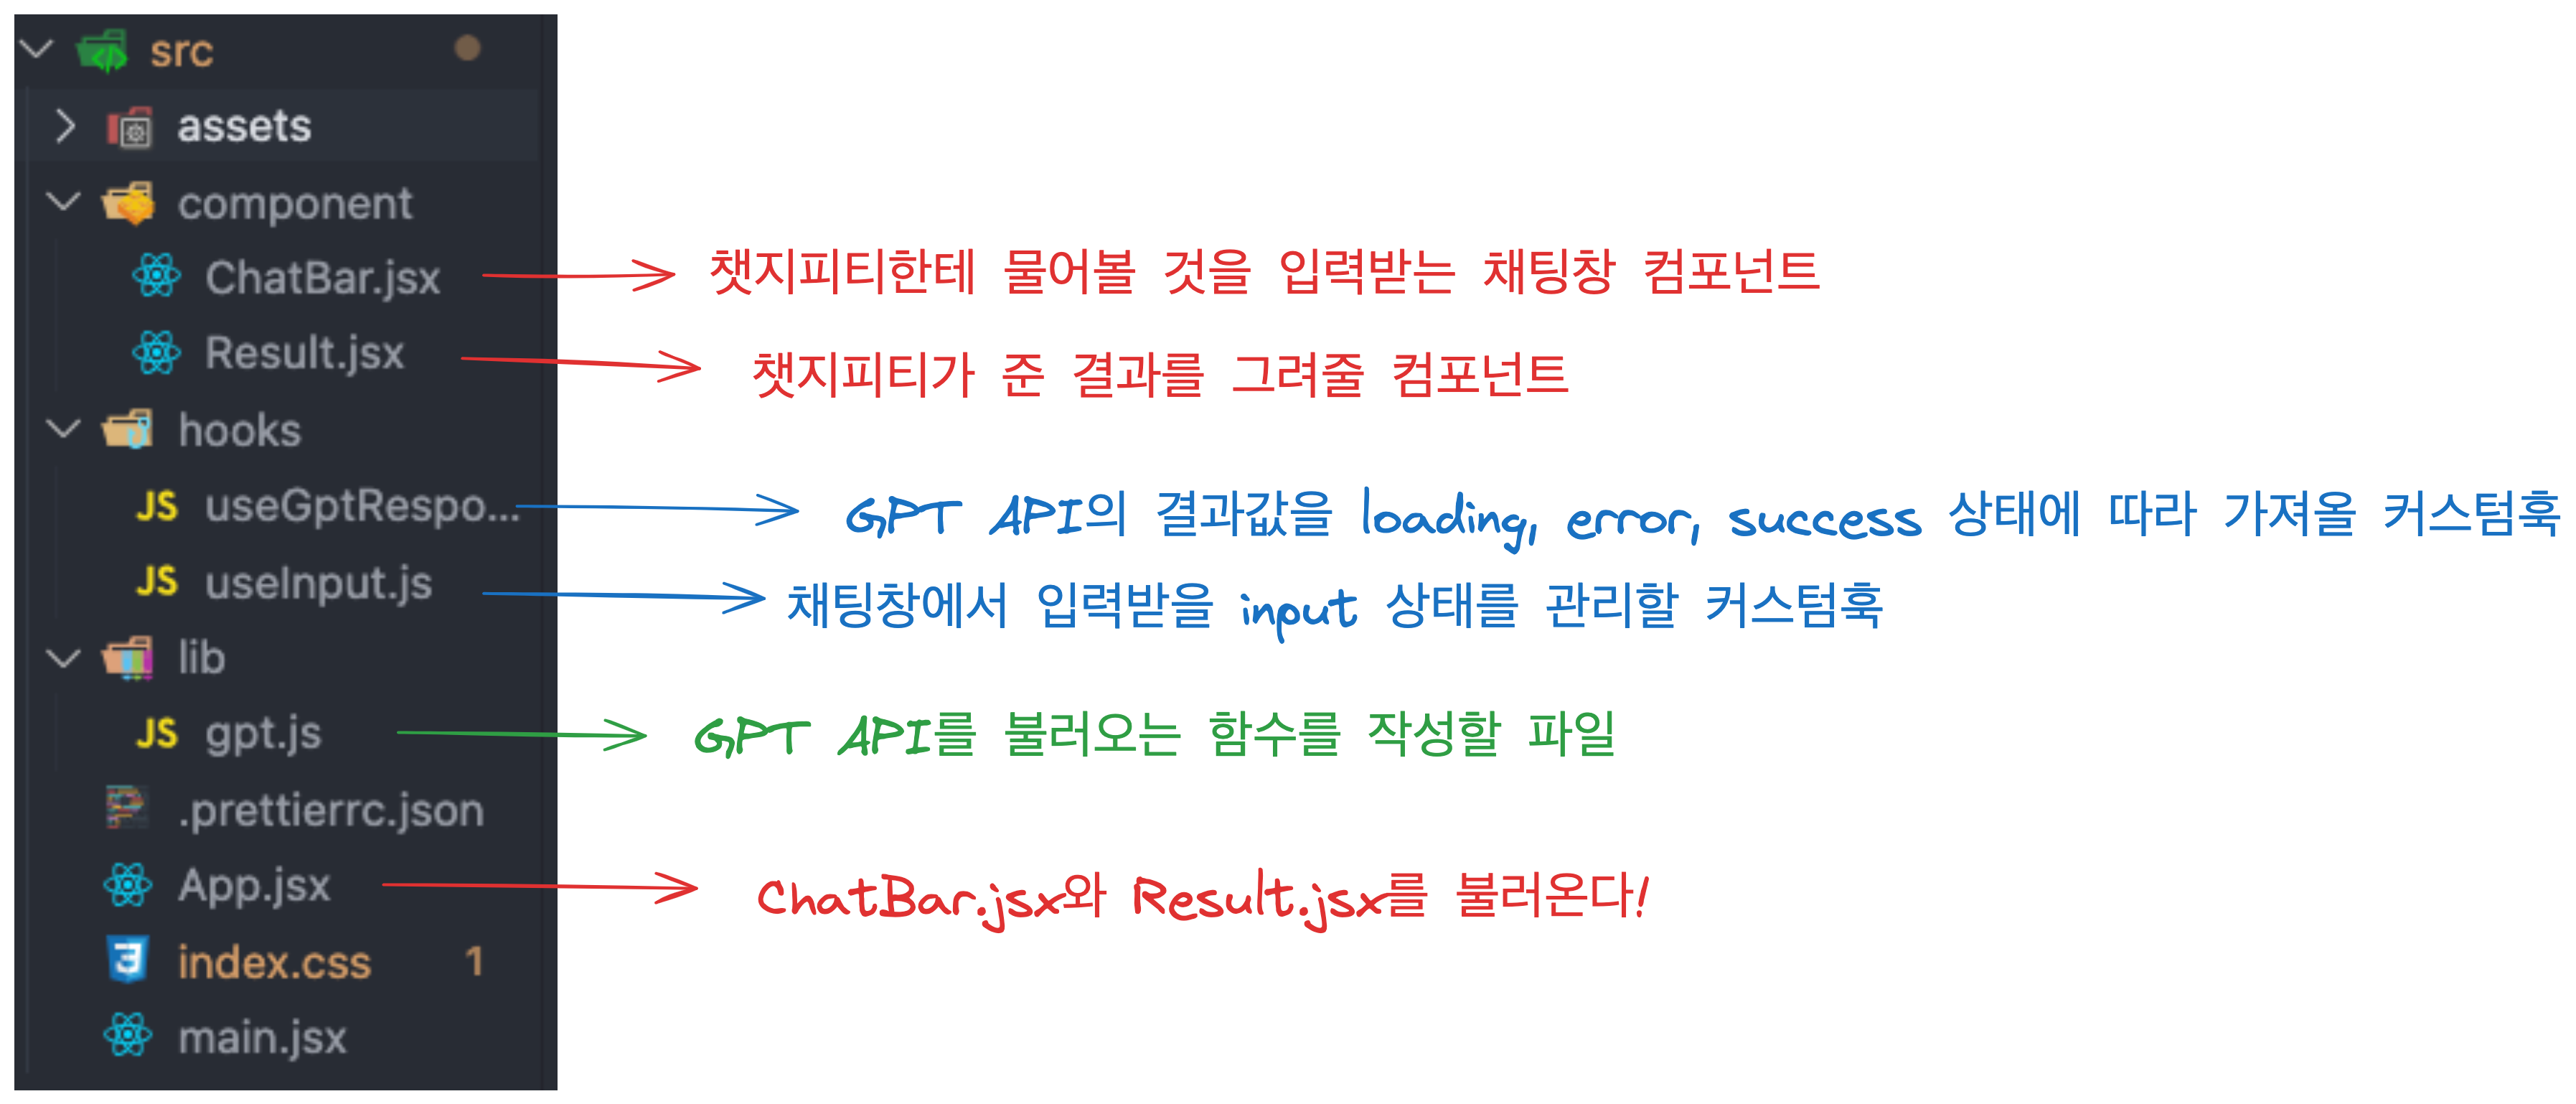 src
assets
component
ChatBar.jsx
챗지피티한테 물어볼 것을 입력받는 채팅창 컴포넌트
Result.jsx
챗지피티가 준 결과를 그려줄 컴포넌트
hooks
JS useGptRespo...
GPT API의 결과값을 loading, error, success 상태에 따라 가져올 커스텀훅
JS useInput.js
채팅창에서 입력받을 input 상태를 관리할 커스텀훅
lib
JS gpt.js
GPT API를 불러오는 함수를 작성할 파일
.prettierrc.json
App.jsx
ChatBar.jsx와 Result.jsx를 불러온다!
index.css 1
main.jsx